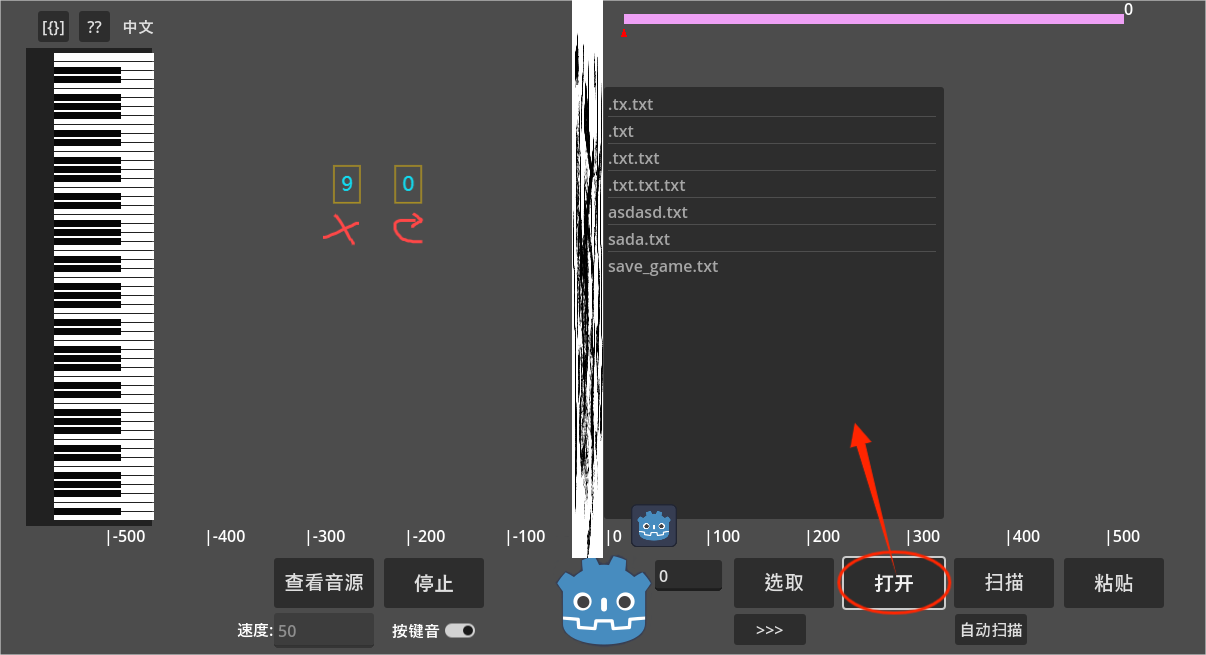 [{}] ?? 中文
0
.tx.txt
.txt
.txt.txt
.txt.txt.txt
asdasd.txt
sada.txt
save_game.txt
9 0
|-500 |-400 |-300 |-200 |-100 |0 |100 |200 |300 |400 |500
查看音源 停止 0 选取 打开 扫描 粘贴
速度: 50 按键音 >>> 自动扫描